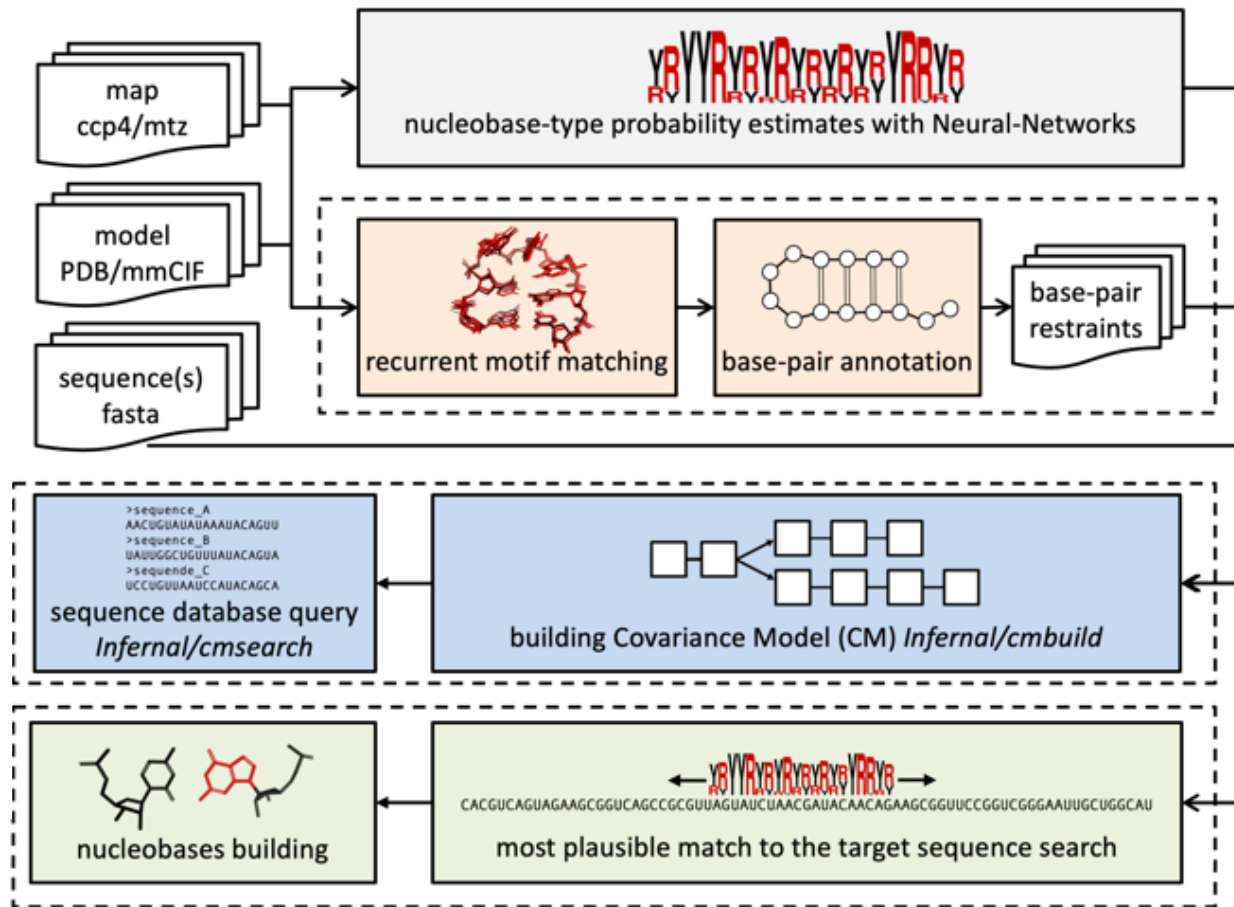 map
ccp4/mtz
nucleobase-type probability estimates with Neural-Networks
model
PDB/mmCIF
recurrent motif matching
base-pair annotation
base-pair
restraints
sequence(s)
fasta
>sequence_A
AACUGUAUAUAAAUACAGUU
>sequence_B
UAUUGGCUGUUUAUACAGUA
>sequende_C
UCCUGUUAAUCCAUACAGCA
sequence database query
Infernal/cmsearch
building Covariance Model (CM) Infernal/cmbuild
CACGUCAGUAGAAGCGGUCAGCCGCGUUAGUAUCUAACGAUACAACAGAAGCGGUUCCGGUCGGGAAUUGCUGGCAU
nucleobases building
most plausible match to the target sequence search